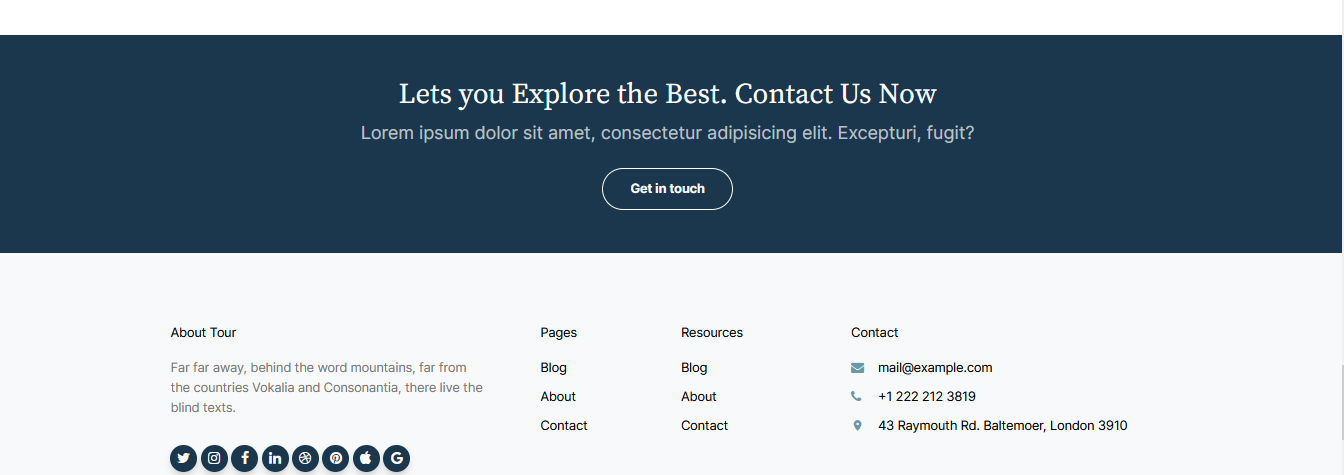 Lets you Explore the Best. Contact Us Now
Lorem ipsum dolor sit amet, consectetur adipisicing elit. Excepturi, fugit?
Get in touch
About Tour
Far far away, behind the word mountains, far from
the countries Vokalia and Consonantia, there live the
blind texts.
Pages
Blog
About
Contact
Resources
Blog
About
Contact
Contact
mail@example.com
+1 222 212 3819
43 Raymouth Rd. Baltemoer, London 3910